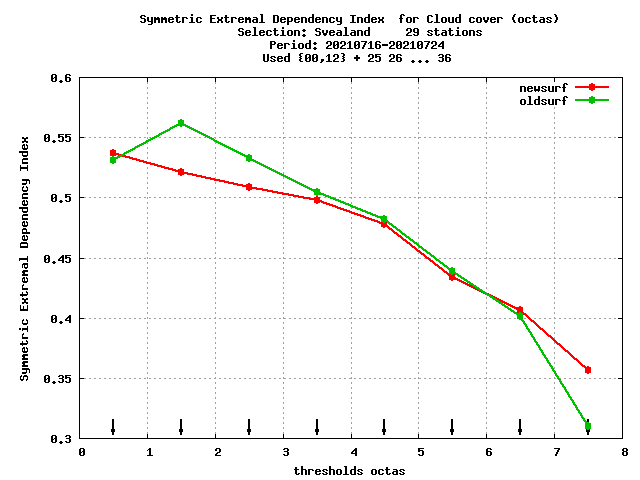 Symmetric Extremal Dependency Index  for Cloud cover (octas)
Selection: Svealand     29 stations
Period: 20210716-20210724
Used {00,12} + 25 26 ... 36
newsurf
oldsurf
Symmetric Extremal Dependency Index
0.6
0.55
0.5
0.45
0.4
0.35
0.3
0 1 2 3 4 5 6 7 8
thresholds octas